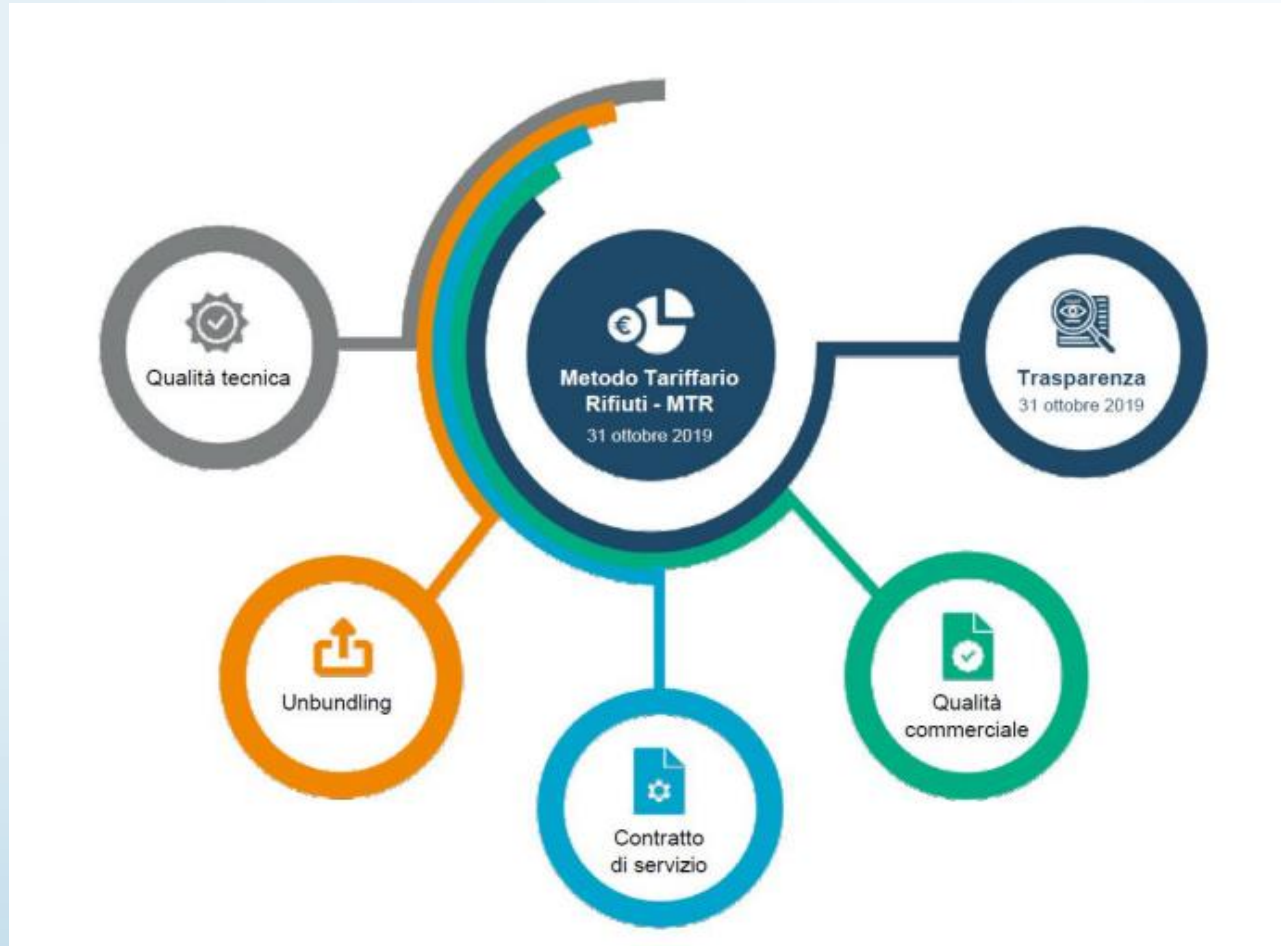 Metodo Tariffario
Rifiuti - MTR
31 ottobre 2019
Qualità tecnica
Trasparenza
31 ottobre 2019
Unbundling
Qualità
commerciale
Contratto
di servizio